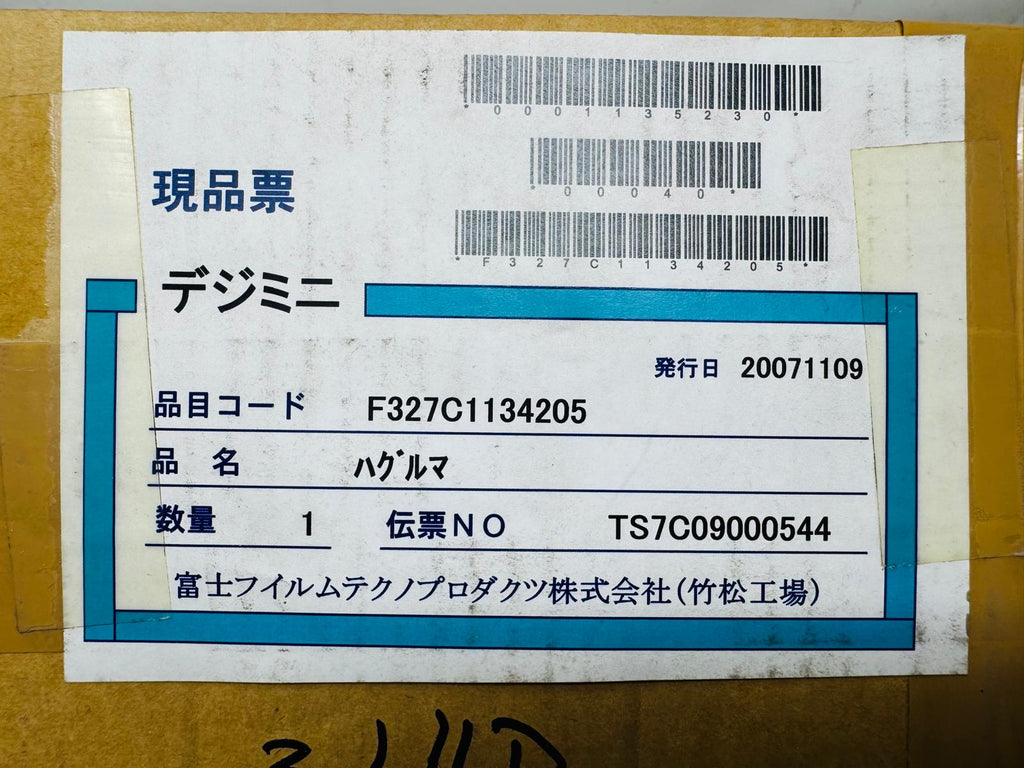 *0001135230*
*00040*
現品票
*F327C1134205*
デジミニ
発行日 20071109
品目コード F327C1134205
品 名 ﾊｸﾞﾙﾏ
数量 1 伝票NO TS7C09000544
富士フイルムテクノプロダクツ株式会社(竹松工場)